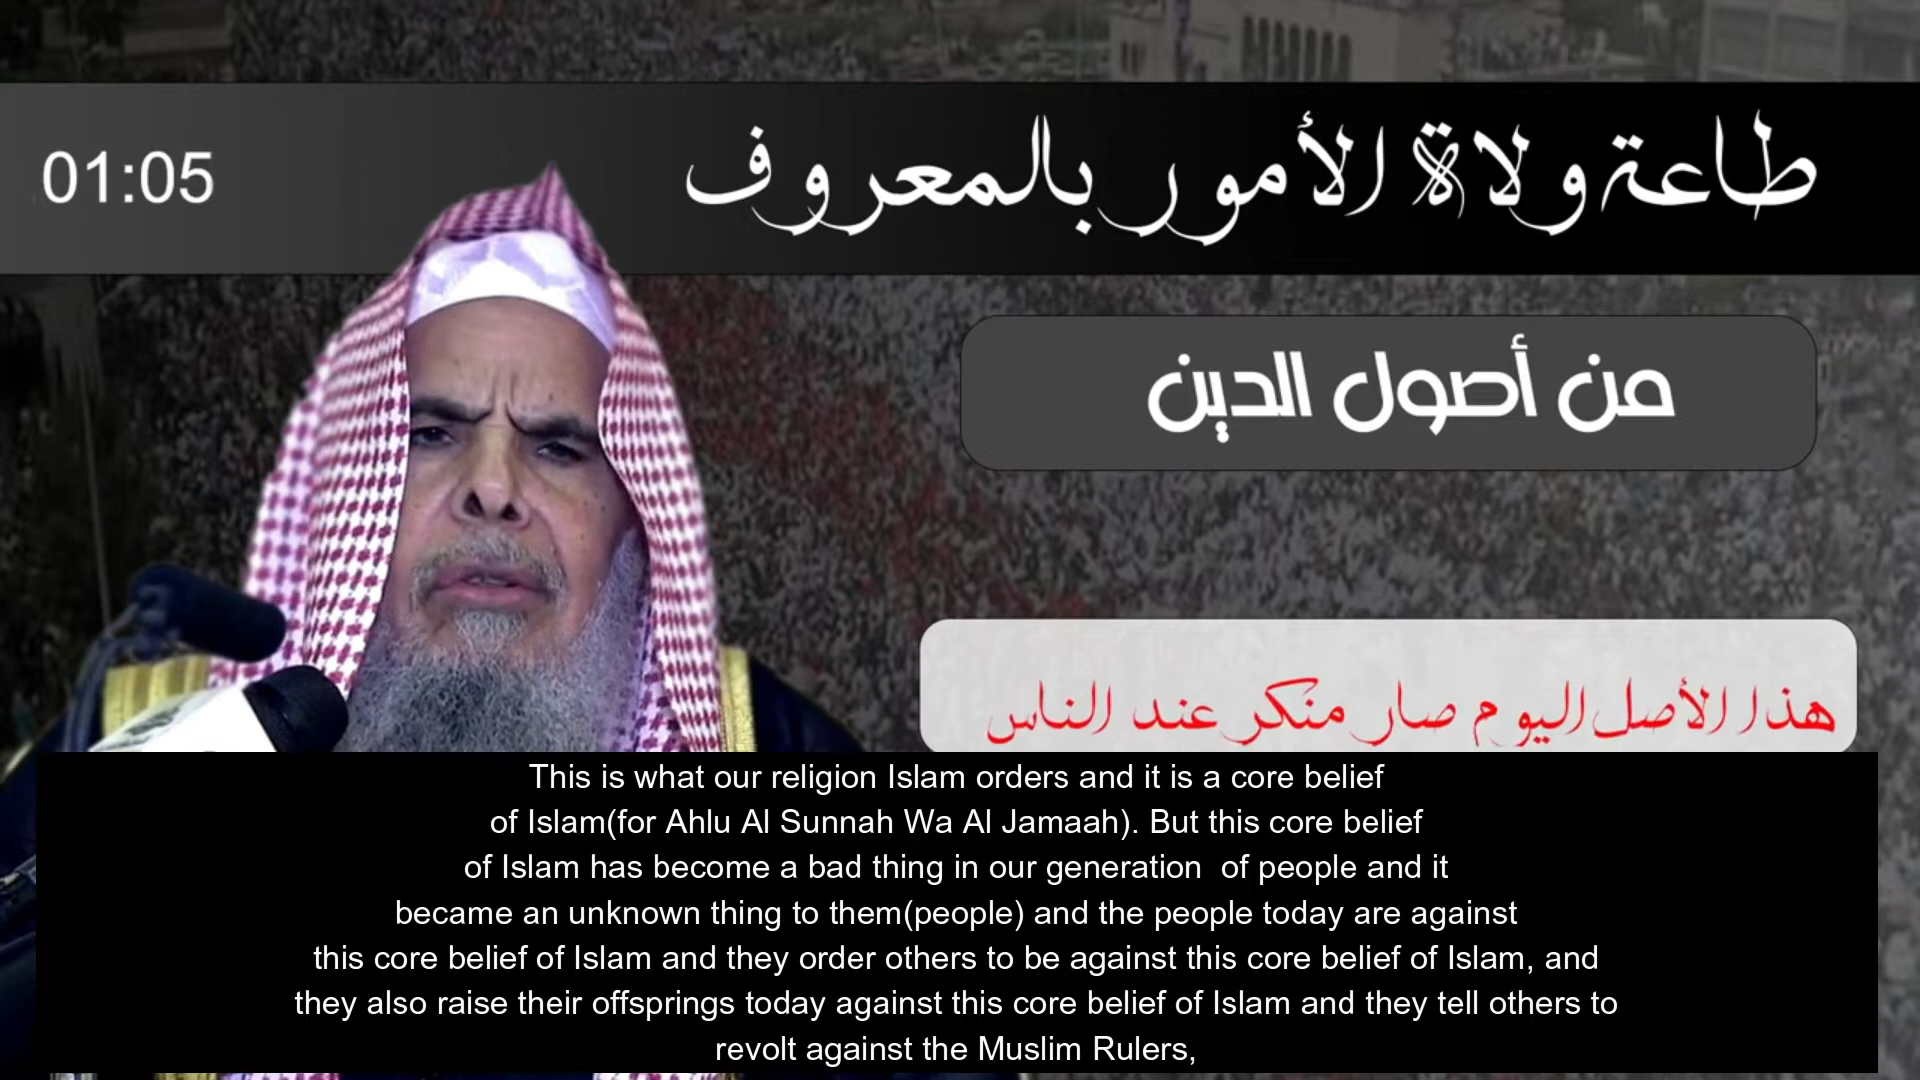 01:05
طاعة ولاة الأمور بالمعروف
من أصول الدين
هذا الأصل اليوم صار منكر عند الناس
This is what our religion Islam orders and it is a core belief
of Islam(for Ahlu Al Sunnah Wa Al Jamaah). But this core belief
of Islam has become a bad thing in our generation  of people and it
became an unknown thing to them(people) and the people today are against
this core belief of Islam and they order others to be against this core belief of Islam, and
they also raise their offsprings today against this core belief of Islam and they tell others to
revolt against the Muslim Rulers,